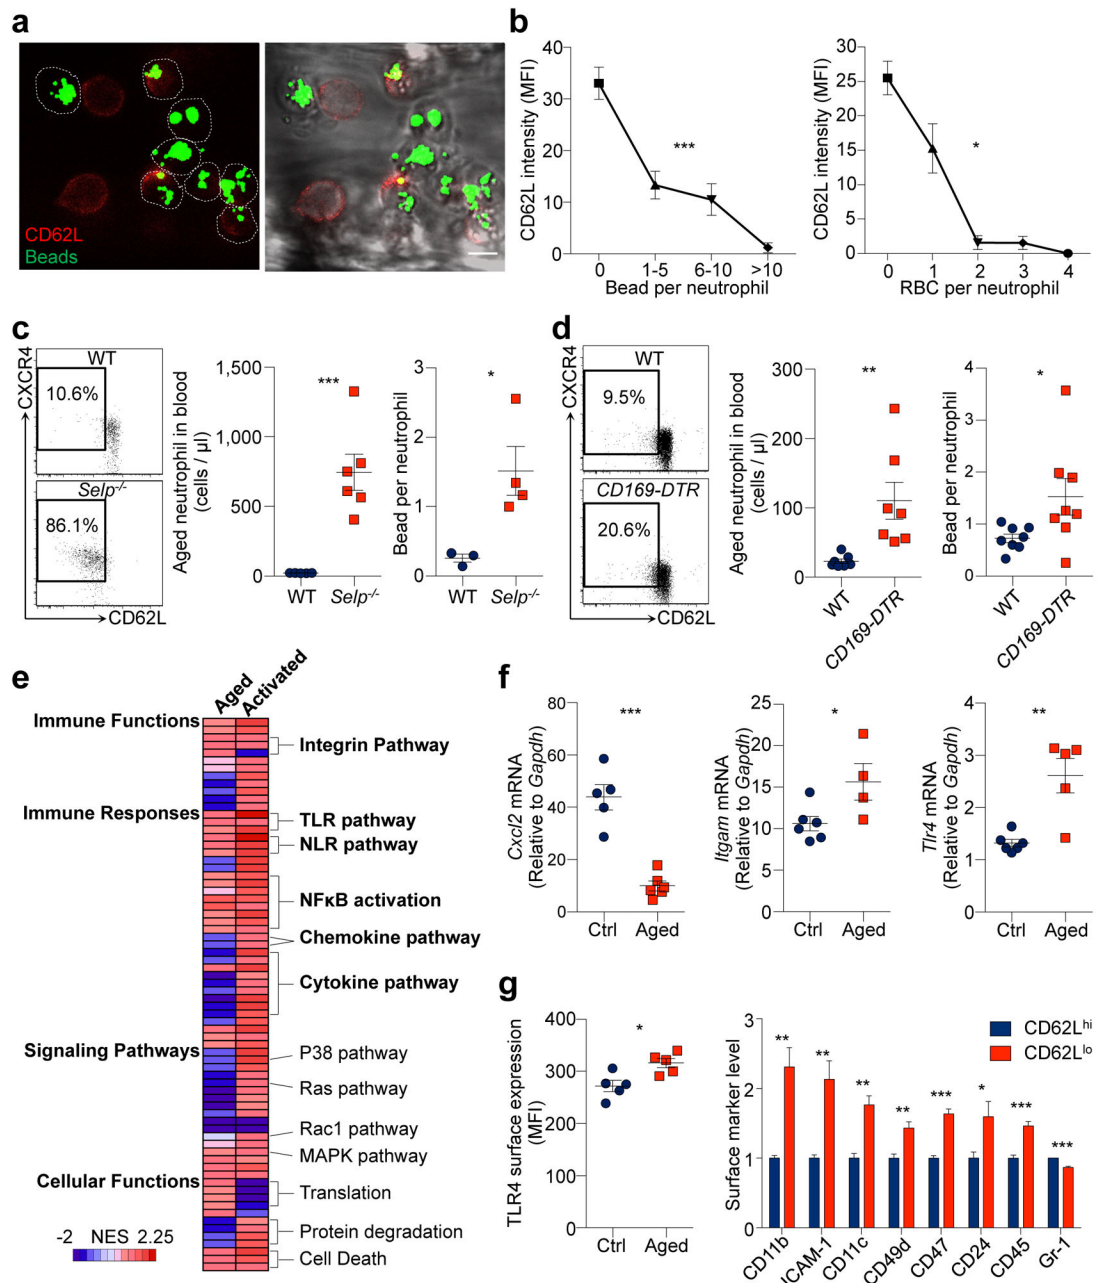 a
CD62L
Beads
b
CD62L intensity (MFI)
40
30
20
10
0
***
0
1-5
6-10
>10
Bead per neutrophil
CD62L intensity (MFI)
30
25
20
15
10
5
0
*
0
1
2
3
4
RBC per neutrophil
c
CXCR4
WT
10.6%
Selp-/-
86.1%
CD62L
Aged neutrophil in blood
(cells / µl)
1,500
1,000
500
0
***
WT
Selp-/-
Bead per neutrophil
3
2
1
0
*
WT
Selp-/-
d
CXCR4
WT
9.5%
CD169-DTR
20.6%
CD62L
Aged neutrophil in blood
(cells / µl)
300
200
100
0
**
WT
CD169-DTR
Bead per neutrophil
4
3
2
1
0
*
WT
CD169-DTR
e
Aged
Activated
Immune Functions
Integrin Pathway
Immune Responses
TLR pathway
NLR pathway
NFκB activation
Chemokine pathway
Cytokine pathway
Signaling Pathways
P38 pathway
Ras pathway
Rac1 pathway
MAPK pathway
Cellular Functions
Translation
Protein degradation
Cell Death
-2 NES 2.25
f
Cxcl2 mRNA
(Relative to Gapdh)
80
60
40
20
0
***
Ctrl
Aged
Itgam mRNA
(Relative to Gapdh)
25
20
15
10
5
0
*
Ctrl
Aged
Tlr4 mRNA
(Relative to Gapdh)
4
3
2
1
0
**
Ctrl
Aged
g
TLR4 surface expression
(MFI)
400
300
200
100
0
*
Ctrl
Aged
Surface marker level
3
2
1
0
CD62Lhi
CD62Llo
**
**
**
**
***
*
***
***
CD11b
ICAM-1
CD11c
CD49d
CD47
CD24
CD45
Gr-1